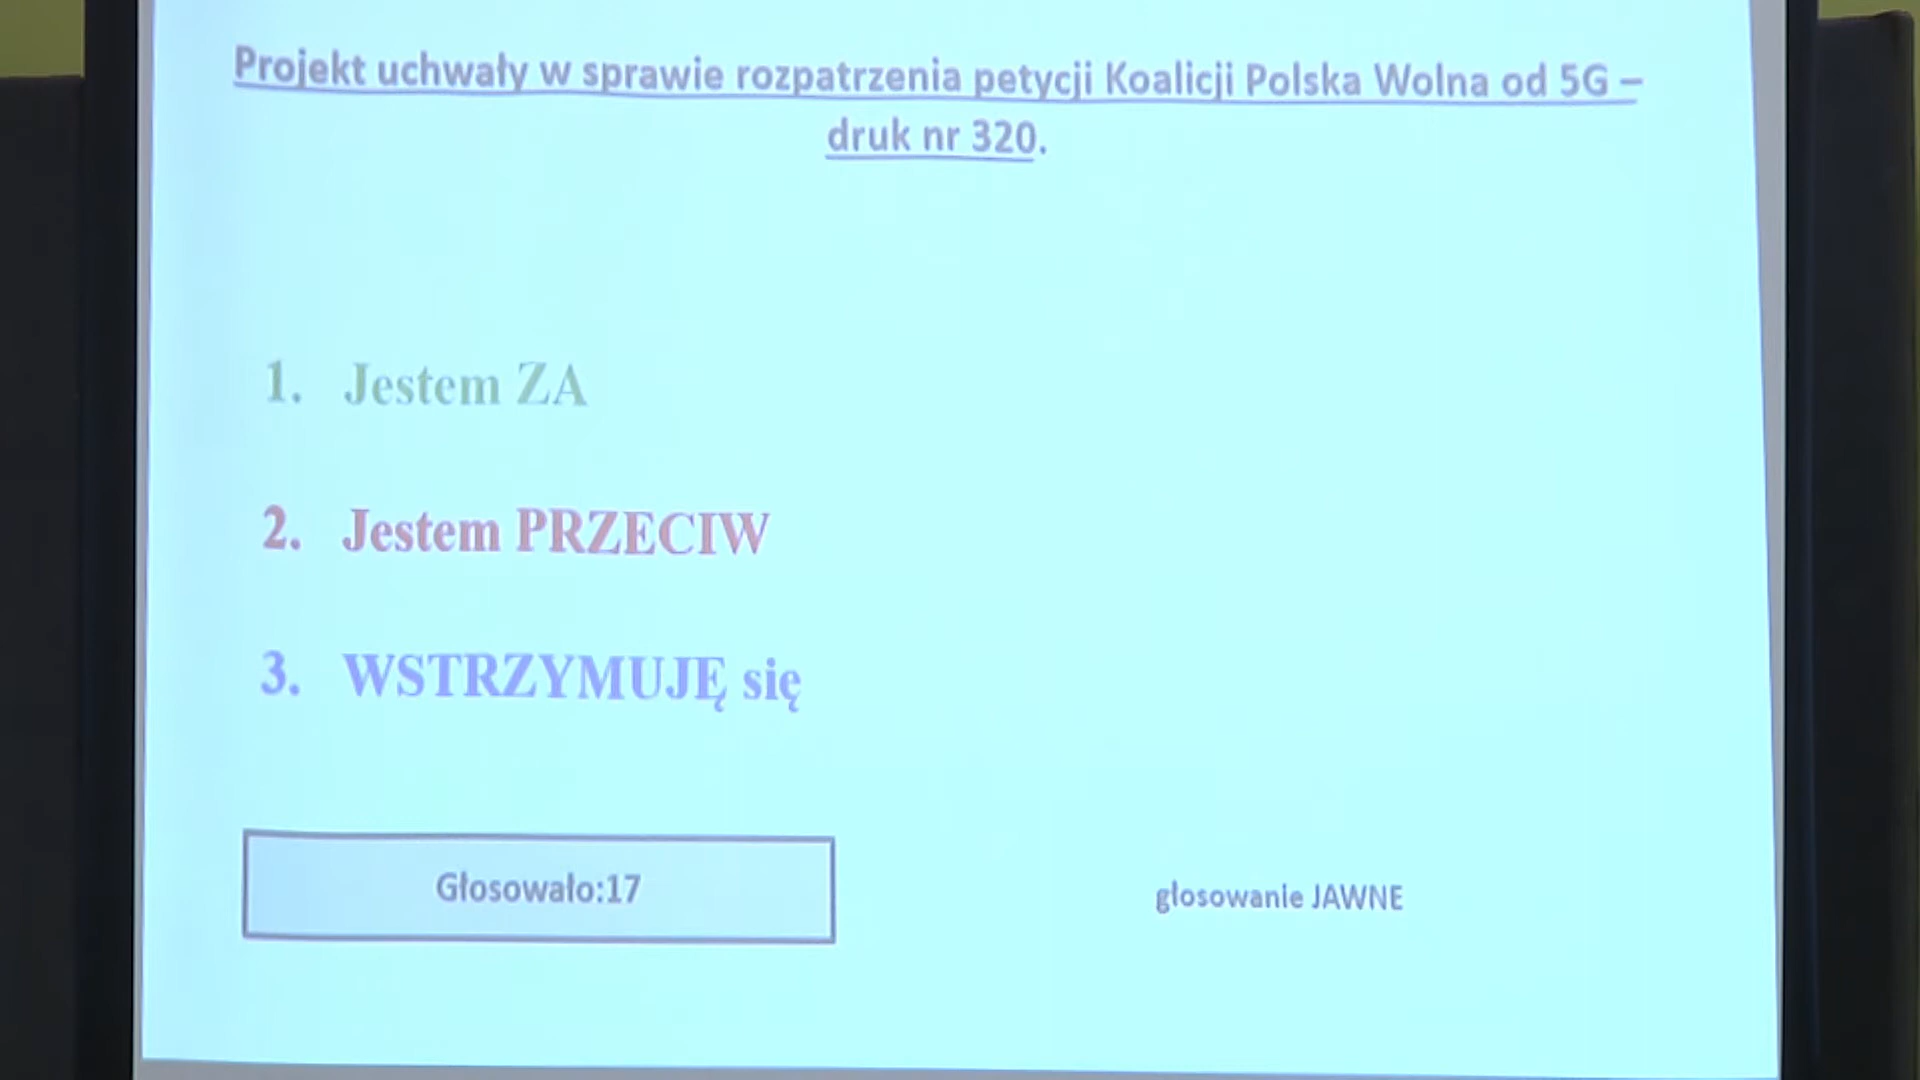 Projekt uchwały w sprawie rozpatrzenia petycji Koalicji Polska Wolna od 5G –
druk nr 320.
1. Jestem ZA
2. Jestem PRZECIW
3. WSTRZYMUJĘ się
Głosowało:17
głosowanie JAWNE